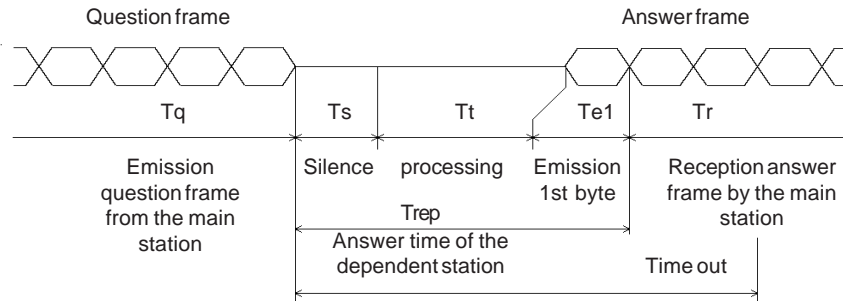 Question frame
Answer frame
Tq
Ts
Tt
Te1
Tr
Emission
question frame
from the main
station
Silence
processing
Emission
1st byte
Reception answer
frame by the main
station
Trep
Answer time of the
dependent station
Time out